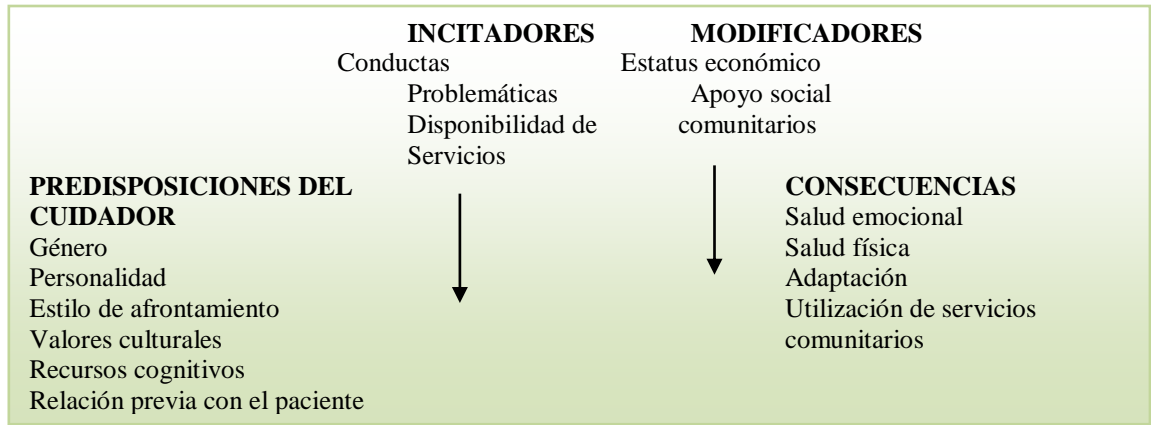 INCITADORES
Conductas
Problemáticas
Disponibilidad de
Servicios
MODIFICADORES
Estatus económico
Apoyo social
comunitarios
PREDISPOSICIONES DEL
CUIDADOR
Género
Personalidad
Estilo de afrontamiento
Valores culturales
Recursos cognitivos
Relación previa con el paciente
CONSECUENCIAS
Salud emocional
Salud física
Adaptación
Utilización de servicios
comunitarios